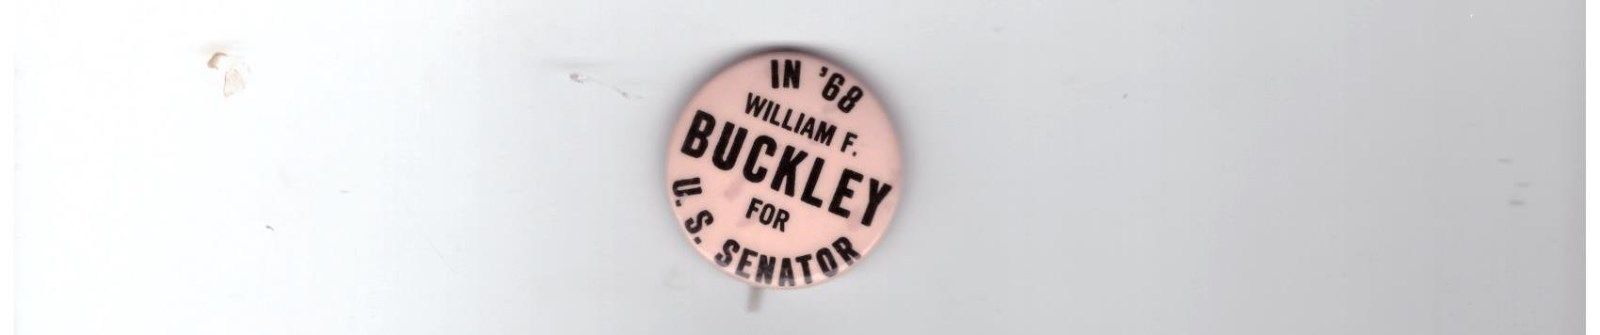 IN '68
WILLIAM F.
BUCKLEY
FOR
U.S. SENATOR